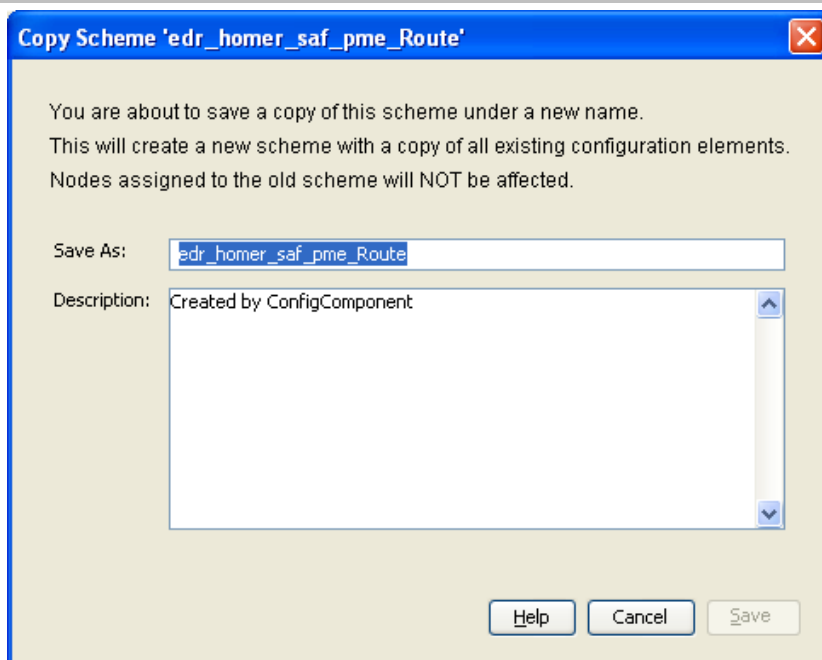 Copy Scheme 'edr_homer_saf_pme_Route'
You are about to save a copy of this scheme under a new name.
This will create a new scheme with a copy of all existing configuration elements.
Nodes assigned to the old scheme will NOT be affected.
Save As: edr_homer_saf_pme_Route
Description: Created by ConfigComponent
Help Cancel Save